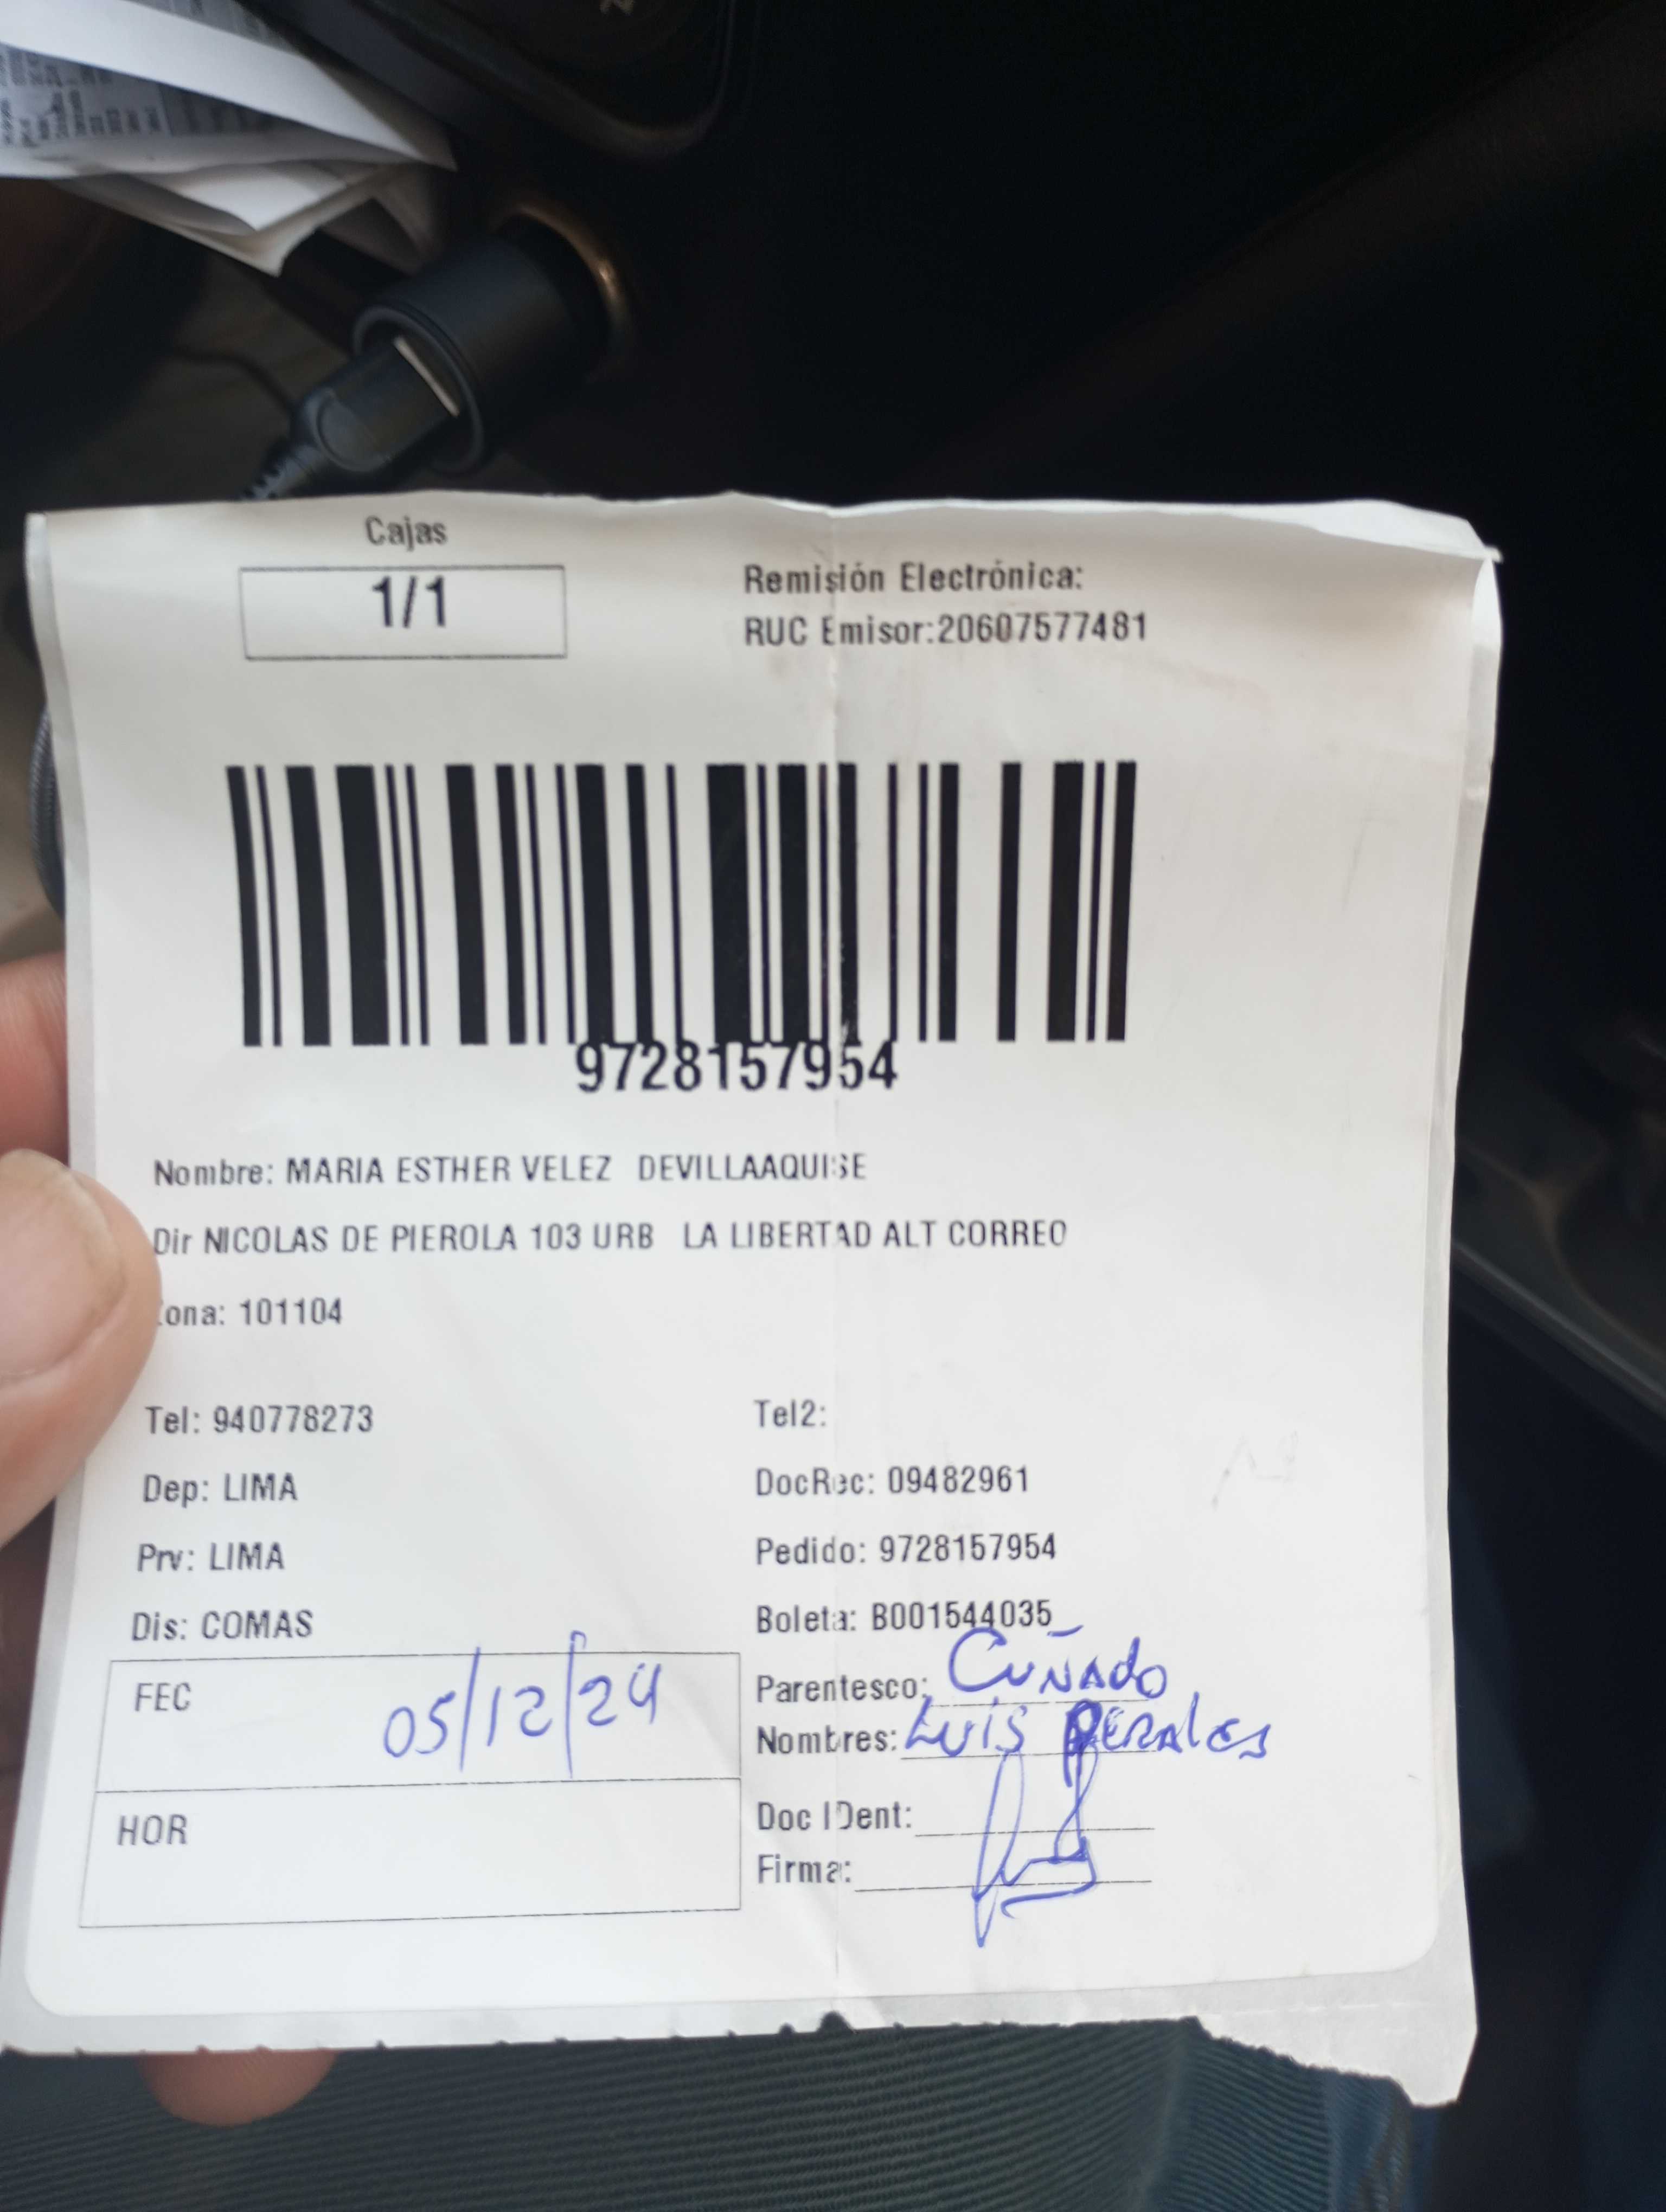 Cajas
1/1
Remisión Electrónica:
RUC Emisor:20607577481
9728157954
Nombre: MARIA ESTHER VELEZ DEVILLAAQUISE
Dir NICOLAS DE PIEROLA 103 URB LA LIBERTAD ALT CORREO
ona: 101104
Tel: 940778273
Tel2:
Dep: LIMA
DocRec: 09482961
Prv: LIMA
Pedido: 9728157954
Dis: COMAS
Boleta: B001544035
FEC 05/12/24
Parentesco: CUÑADO
Nombres: LUIS PERALES
HOR
Doc IDent:
Firma: